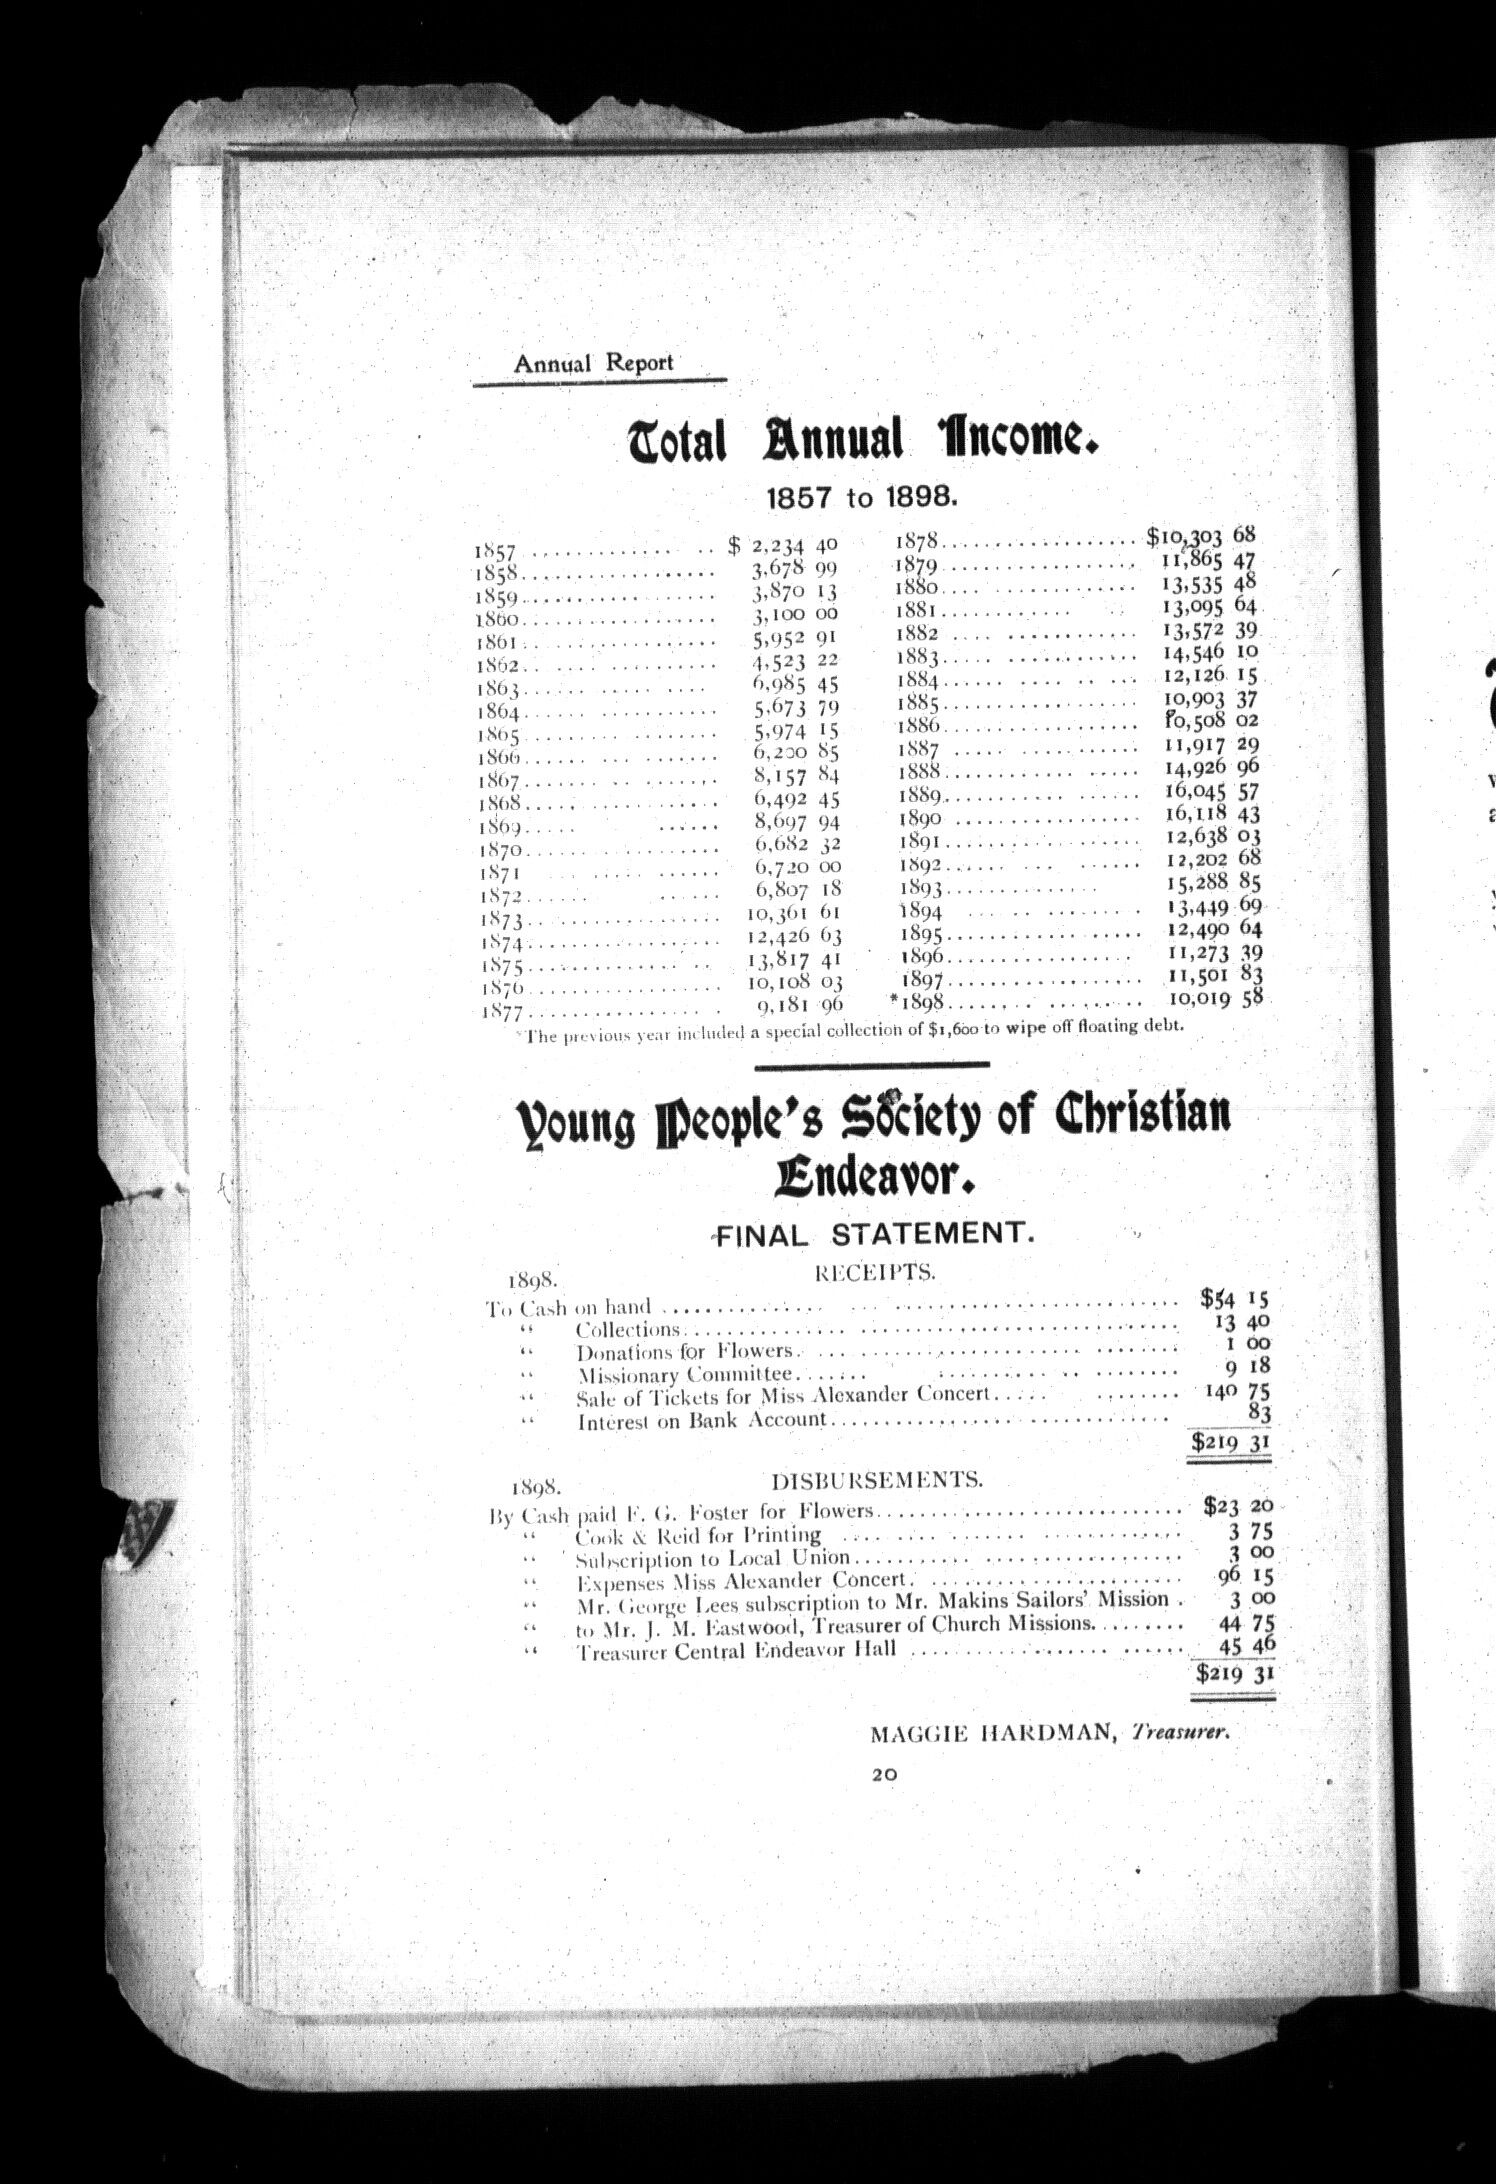 Annual Report
Total Annual Income.
1857 to 1898.
1857 ............. .. $ 2,234 40
1858.................. 3,678 99
1859.................. 3,870 13
1860.................. 3,100 00
1861.................. 5,952 91
1862.................. 4,523 22
1863.................. 6,985 45
1864.................. 5,673 79
1865.................. 5,974 15
1866.................. 6,200 85
1867.................. 8,157 84
1868.................. 6,492 45
1869..... ...... 8,697 94
1870.................. 6,682 32
1871 .. ..... ...... 6,720 00
1872...... ...... 6,807 18
1873.................. 10,361 61
1874.................. 12,426 63
1875............... .. 13,817 41
1876.................. 10,108 03
1877................ . 9,181 96
1878.................. $10,303 68
1879.................. 11,865 47
1880.... ............. 13,535 48
1881............ .. 13,095 64
1882 .... ............ 13,572 39
1883..... ............ 14,546 10
1884.......... .. ... 12,126 15
1885.................. 10,903 37
1886.................. 10,508 02
1887 ..... ........... 11,917 29
1888............ ..... 14,926 96
1889........... ...... 16,045 57
1890 ................. 16,118 43
1891.................. 12,638 03
1892...... ... ...... 12,202 68
1893.............. 15,288 85
1894 ... .. ........ 13,449 69
1895............ ..... 12,490 64
1896................. 11,273 39
1897.................. 11,501 83
*1898........ ....... 10,019 58
*The previous year included a special collection of $1,600 to wipe off floating debt.
Young People's Society of Christian
Endeavor.
FINAL STATEMENT.
1898. RECEIPTS.
To Cash on hand ........................................ $54 15
“ Collections........................................ 13 40
“ Donations for Flowers. ........................... 1 00
“ Missionary Committee....... ..................... 9 18
“ Sale of Tickets for Miss Alexander Concert..... ........ 140 75
“ Interest on Bank Account............................. 83
$219 31
1898. DISBURSEMENTS.
By Cash paid F. G. Foster for Flowers............................. $23 20
“ Cook & Reid for Printing ............................ 3 75
“ Subscription to Local Union............................. 3 00
“ Expenses Miss Alexander Concert. ....................... 96 15
“ Mr. George Lees subscription to Mr. Makins Sailors' Mission . 3 00
“ to Mr. J. M. Eastwood, Treasurer of Church Missions......... 44 75
“ Treasurer Central Endeavor Hall ................... ...... 45 46
$219 31
MAGGIE HARDMAN, Treasurer.
20